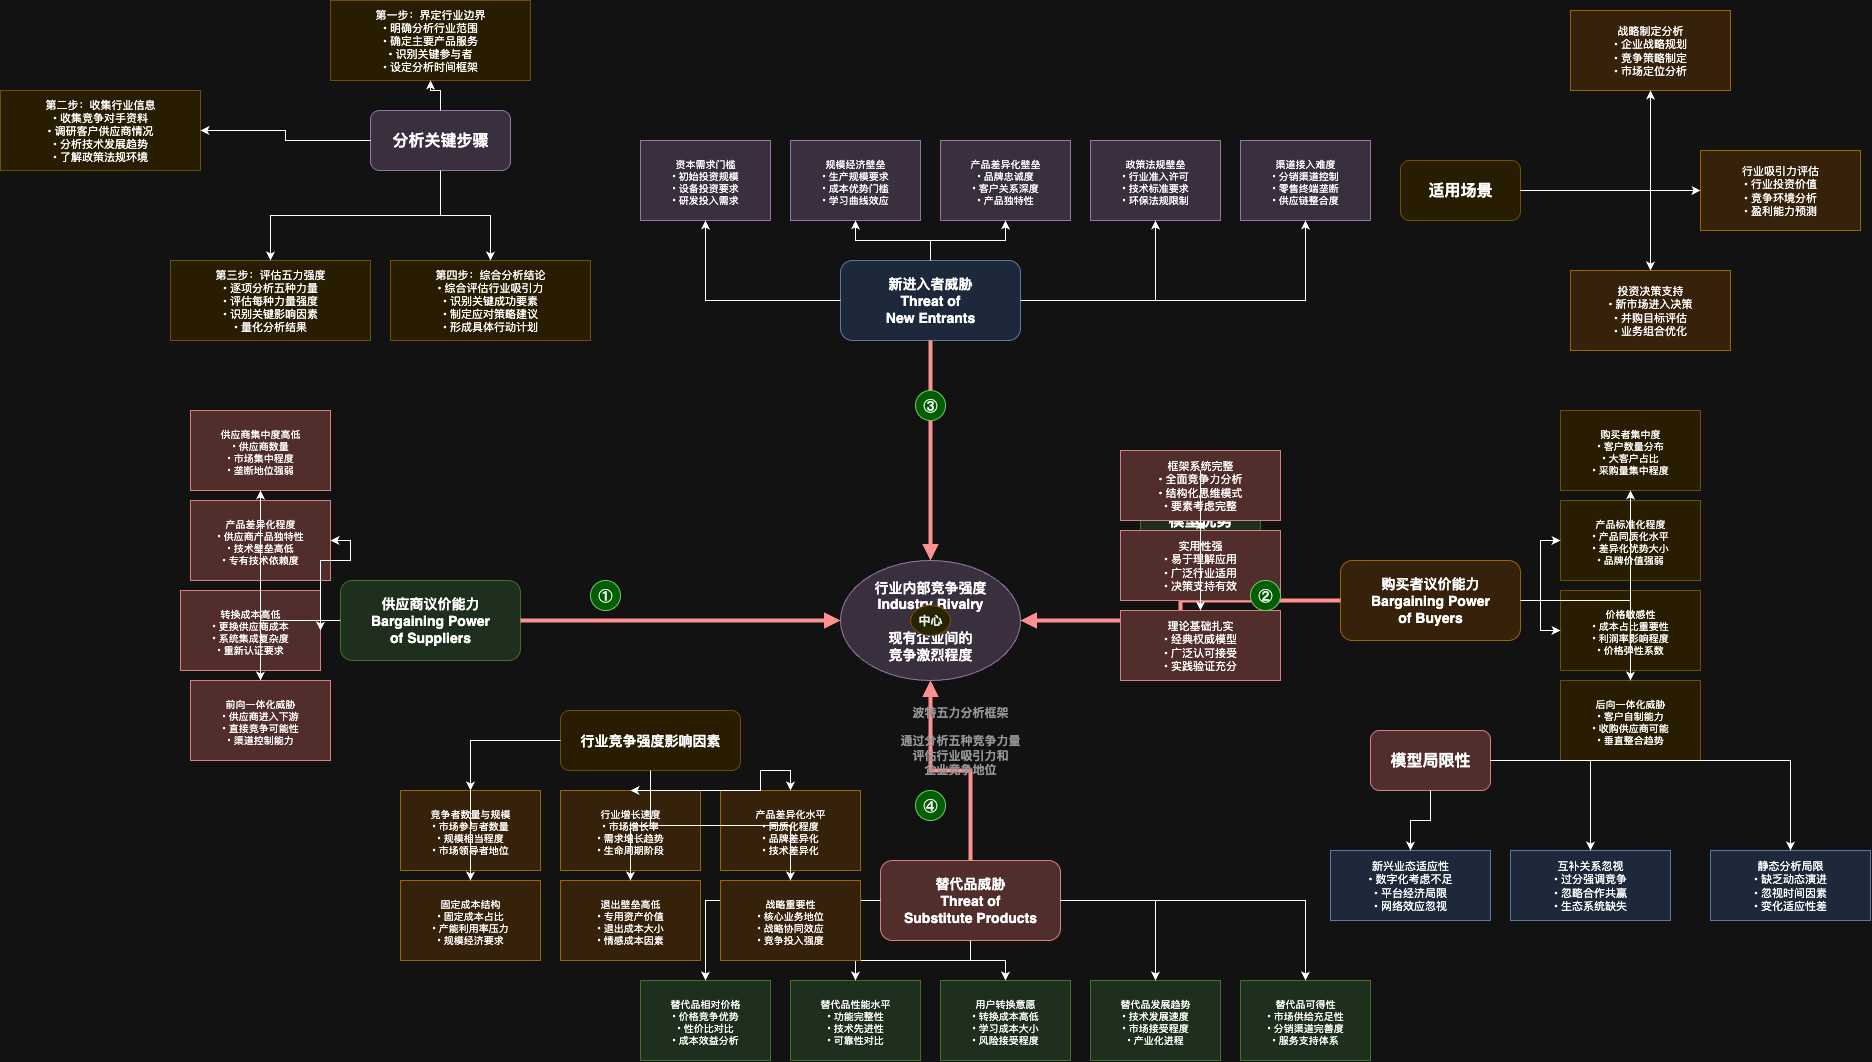 第一步：界定行业边界
• 明确分析行业范围
• 确定主要产品服务
• 识别关键参与者
• 设定分析时间框架
第二步：收集行业信息
• 收集竞争对手资料
• 调研客户供应商情况
• 分析技术发展趋势
• 了解政策法规环境
分析关键步骤
第三步：评估五力强度
• 逐项分析五种力量
• 评估每种力量强度
• 识别关键影响因素
• 量化分析结果
第四步：综合分析结论
• 综合评估行业吸引力
• 识别关键成功要素
• 制定应对策略建议
• 形成具体行动计划
资本需求门槛
• 初始投资规模
• 设备投资要求
• 研发投入需求
规模经济壁垒
• 生产规模要求
• 成本优势门槛
• 学习曲线效应
产品差异化壁垒
• 品牌忠诚度
• 客户关系深度
• 产品独特性
政策法规壁垒
• 行业准入许可
• 技术标准要求
• 环保法规限制
渠道接入难度
• 分销渠道控制
• 零售终端垄断
• 供应链整合度
新进入者威胁
Threat of
New Entrants
战略制定分析
• 企业战略规划
• 竞争策略制定
• 市场定位分析
适用场景
行业吸引力评估
• 行业投资价值
• 竞争环境分析
• 盈利能力预测
投资决策支持
• 新市场进入决策
• 并购目标评估
• 业务组合优化
③
供应商集中度高低
• 供应商数量
• 市场集中程度
• 垄断地位强弱
产品差异化程度
• 供应商产品独特性
• 技术壁垒高低
• 专有技术依赖度
转换成本高低
• 更换供应商成本
• 系统集成复杂度
• 重新认证要求
前向一体化威胁
• 供应商进入下游
• 直接竞争可能性
• 渠道控制能力
供应商议价能力
Bargaining Power
of Suppliers
①
行业内部竞争强度
Industry Rivalry
中心
现有企业间的
竞争激烈程度
框架系统完整
• 全面竞争力分析
• 结构化思维模式
• 要素考虑完整
模型优势
实用性强
• 易于理解应用
• 广泛行业适用
• 决策支持有效
理论基础扎实
• 经典权威模型
• 广泛认可接受
• 实践验证充分
②
购买者议价能力
Bargaining Power
of Buyers
购买者集中度
• 客户数量分布
• 大客户占比
• 采购量集中程度
产品标准化程度
• 产品同质化水平
• 差异化优势大小
• 品牌价值强弱
价格敏感性
• 成本占比重要性
• 利润率影响程度
• 价格弹性系数
后向一体化威胁
• 客户自制能力
• 收购供应商可能
• 垂直整合趋势
波特五力分析框架
通过分析五种竞争力量
评估行业吸引力和
企业竞争地位
④
行业竞争强度影响因素
竞争者数量与规模
• 市场参与者数量
• 规模相当程度
• 市场领导者地位
行业增长速度
• 市场增长率
• 需求增长趋势
• 生命周期阶段
产品差异化水平
• 同质化程度
• 品牌差异化
• 技术差异化
固定成本结构
• 固定成本占比
• 产能利用率压力
• 规模经济要求
退出壁垒高低
• 专用资产价值
• 退出成本大小
• 情感成本因素
战略重要性
• 核心业务地位
• 战略协同效应
• 竞争投入强度
替代品威胁
Threat of
Substitute Products
模型局限性
新兴业态适应性
• 数字化考虑不足
• 平台经济局限
• 网络效应忽视
互补关系忽视
• 过分强调竞争
• 忽略合作共赢
• 生态系统缺失
静态分析局限
• 缺乏动态演进
• 忽视时间因素
• 变化适应性差
替代品相对价格
• 价格竞争优势
• 性价比对比
• 成本效益分析
替代品性能水平
• 功能完整性
• 技术先进性
• 可靠性对比
用户转换意愿
• 转换成本高低
• 学习成本大小
• 风险接受程度
替代品发展趋势
• 技术发展速度
• 市场接受程度
• 产业化进程
替代品可得性
• 市场供给充足性
• 分销渠道完善度
• 服务支持体系